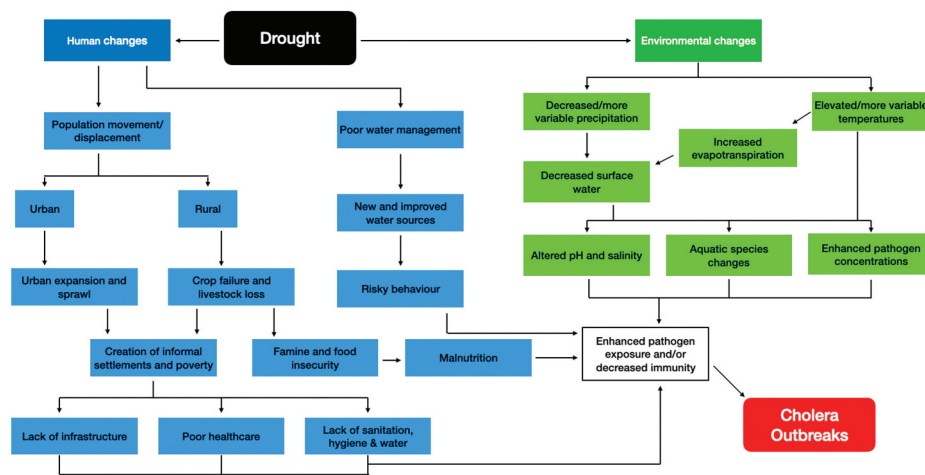 Human changes
Drought
Environmental changes
Population movement/
displacement
Poor water management
Decreased/more
variable precipitation
Elevated/more variable
temperatures
Increased
evapotranspiration
Decreased surface
water
Urban
Rural
New and improved
water sources
Altered pH and salinity
Aquatic species
changes
Enhanced pathogen
concentrations
Urban expansion and
sprawl
Crop failure and
livestock loss
Risky behaviour
Creation of informal
settlements and poverty
Famine and food
insecurity
Malnutrition
Enhanced pathogen
exposure and/or
decreased immunity
Lack of infrastructure
Poor healthcare
Lack of sanitation,
hygiene & water
Cholera
Outbreaks